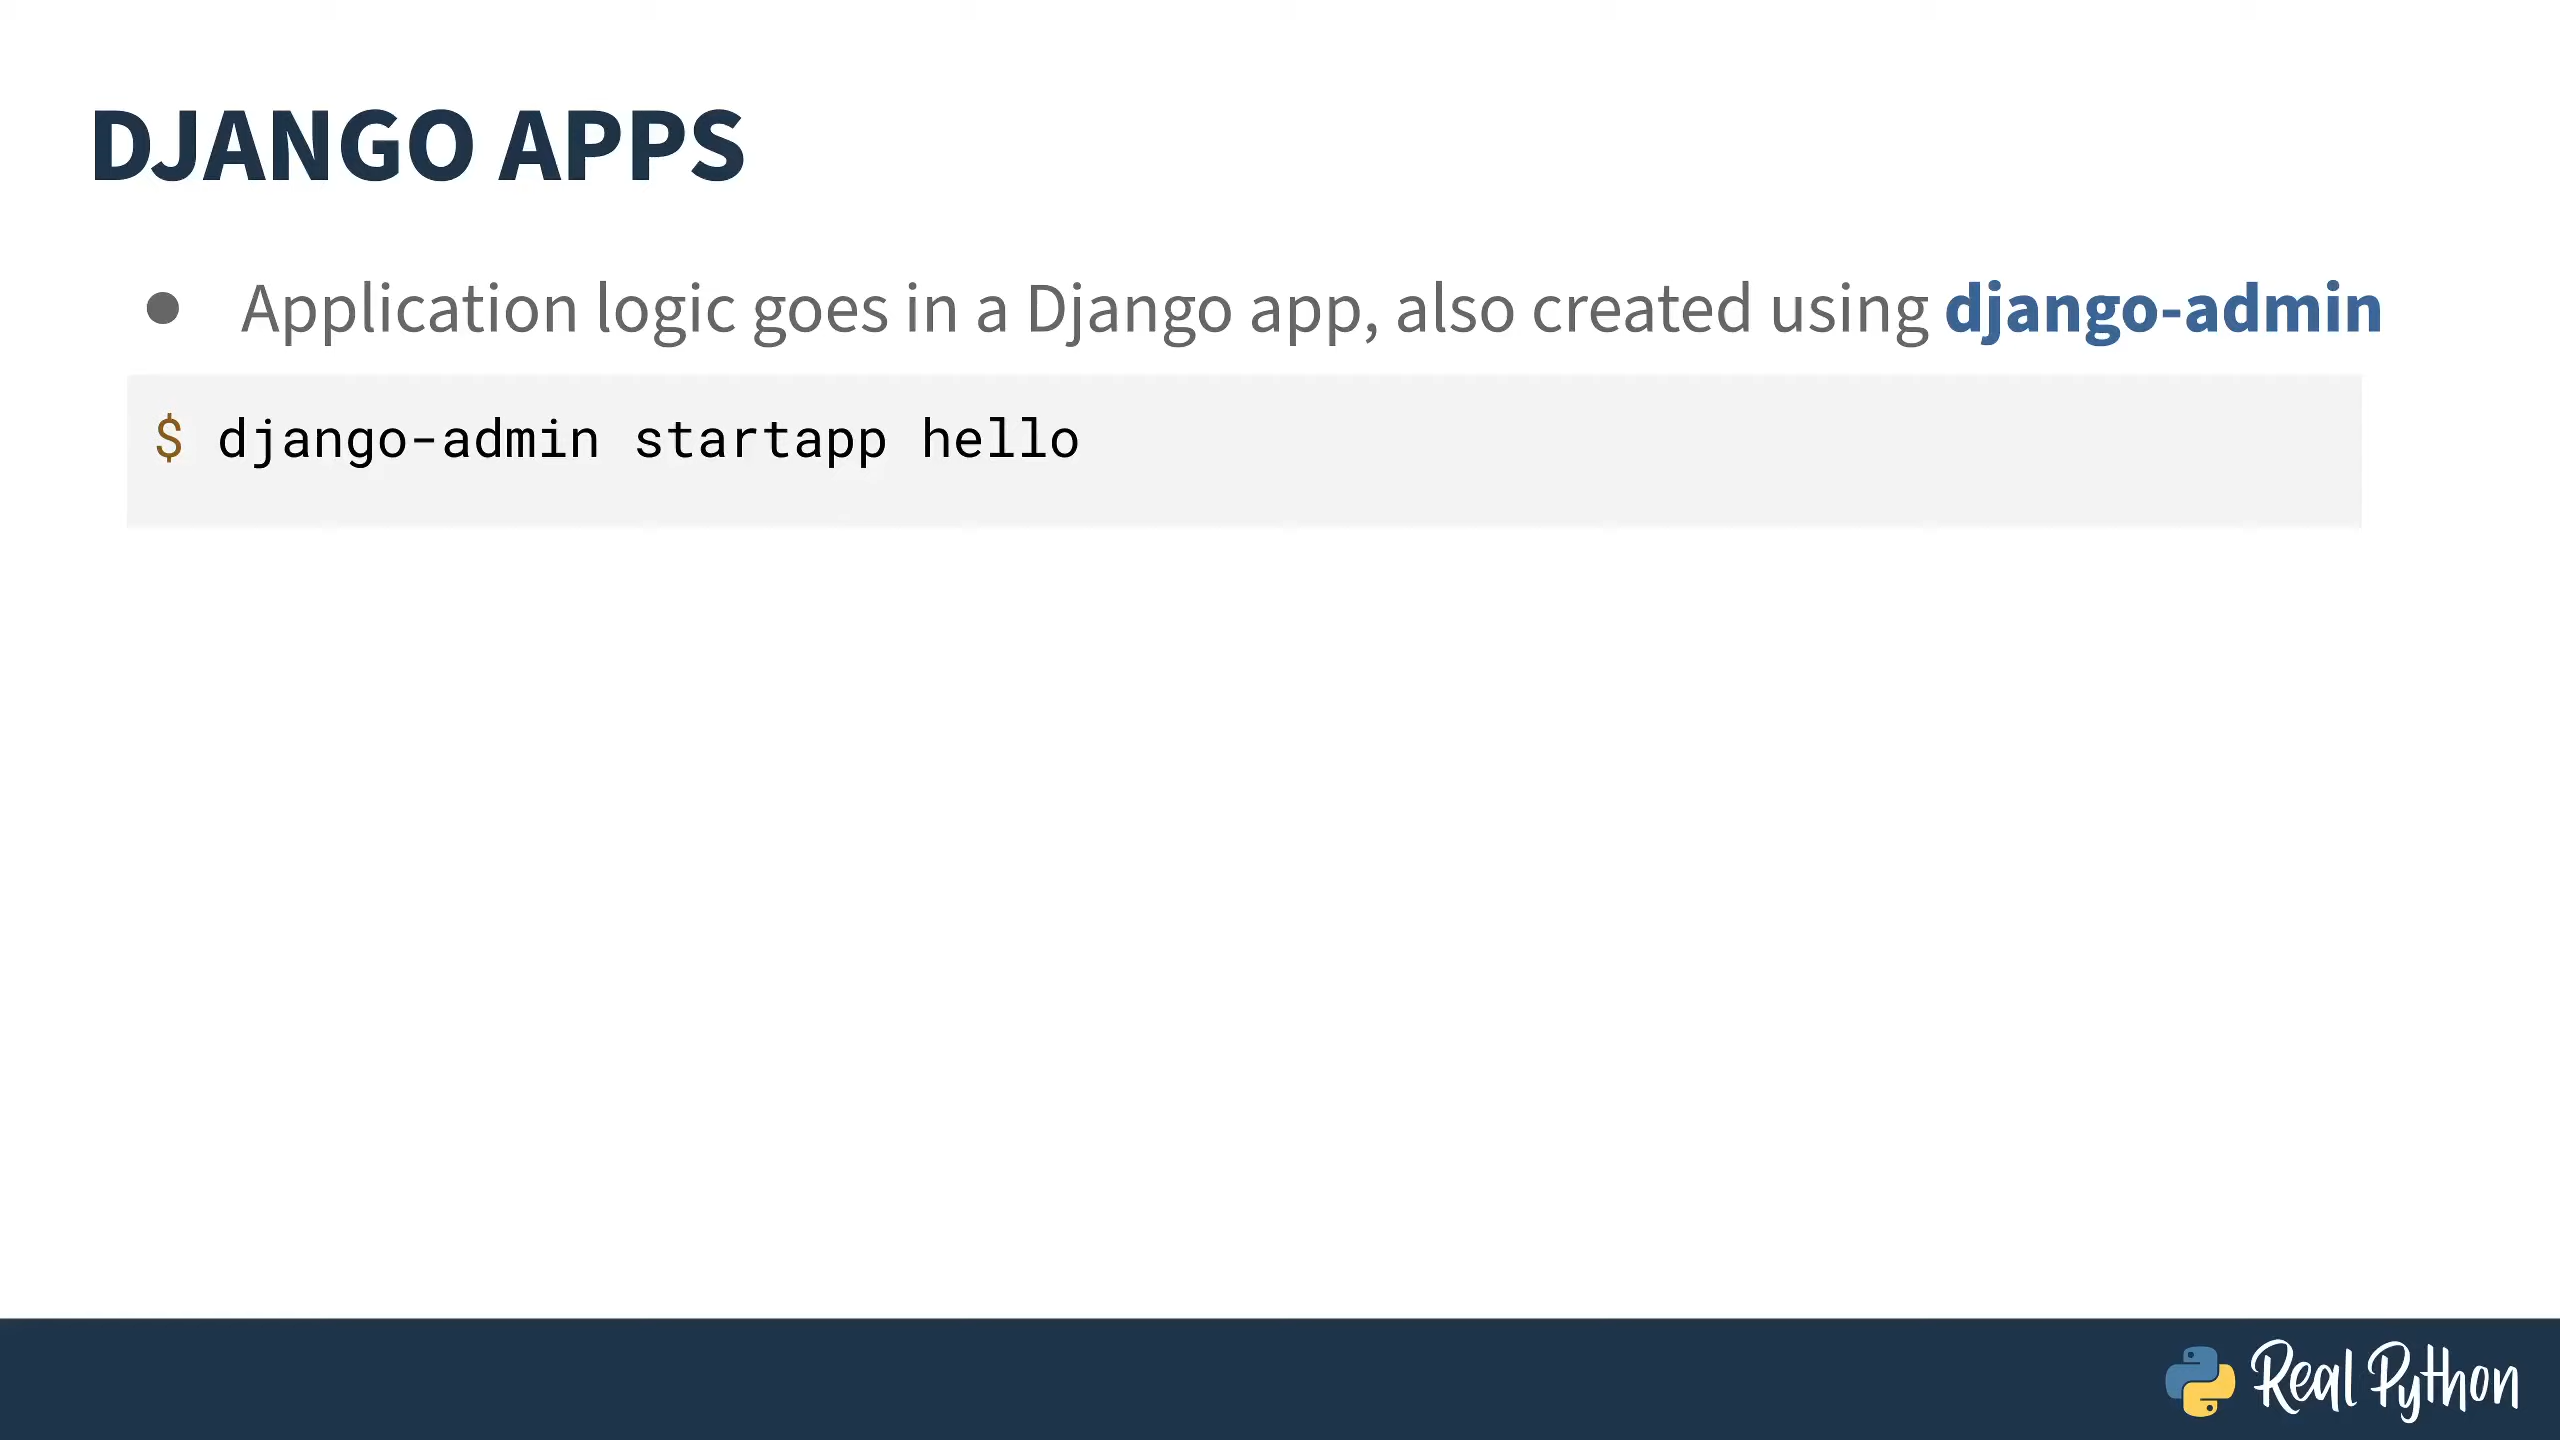 DJANGO APPS
● Application logic goes in a Django app, also created using django-admin
$ django-admin startapp hello
Real Python